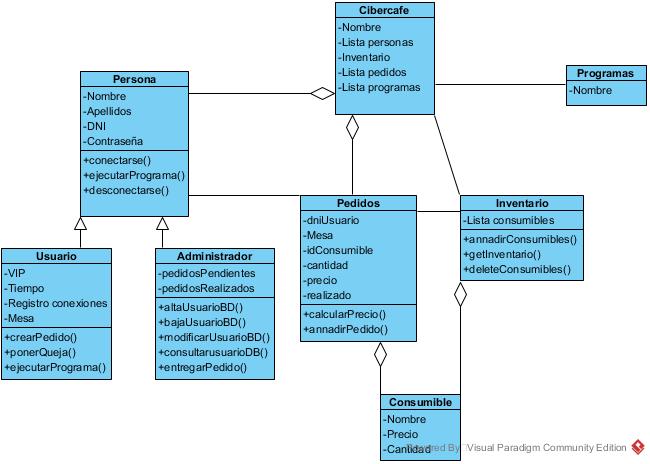 Cibercafe
-Nombre
-Lista personas
-Inventario
-Lista pedidos
-Lista programas
Programas
-Nombre
Persona
-Nombre
-Apellidos
-DNI
-Contraseña
+conectarse()
+ejecutarPrograma()
+desconectarse()
Pedidos
-dniUsuario
-Mesa
-idConsumible
-cantidad
-precio
-realizado
+calcularPrecio()
+annadirPedido()
Inventario
-Lista consumibles
+annadirConsumibles()
+getInventario()
+deleteConsumibles()
Usuario
-VIP
-Tiempo
-Registro conexiones
-Mesa
+crearPedido()
+ponerQueja()
+ejecutarPrograma()
Administrador
-pedidosPendientes
-pedidosRealizados
+altaUsuarioBD()
+bajaUsuarioBD()
+modificarUsuarioBD()
+consultarusuarioDB()
+entregarPedido()
Consumible
-Nombre
-Precio
-Cantidad
Powered By Visual Paradigm Community Edition